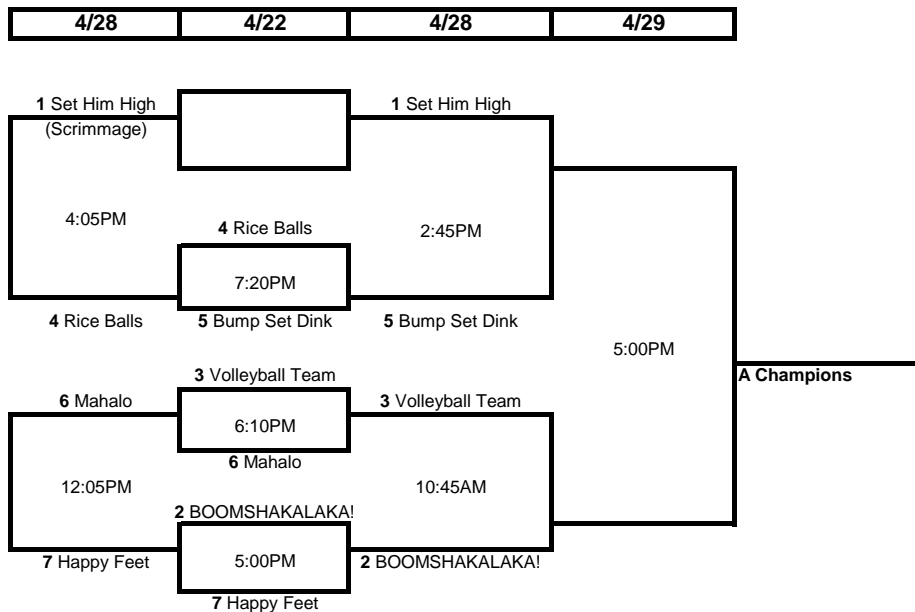 4/28 4/22 4/28 4/29
1 Set Him High 1 Set Him High
(Scrimmage)
4:05PM 4 Rice Balls 2:45PM
7:20PM
4 Rice Balls 5 Bump Set Dink 5 Bump Set Dink
5:00PM
3 Volleyball Team A Champions
6 Mahalo 3 Volleyball Team
6:10PM
6 Mahalo
12:05PM 10:45AM
2 BOOMSHAKALAKA!
7 Happy Feet 5:00PM 2 BOOMSHAKALAKA!
7 Happy Feet